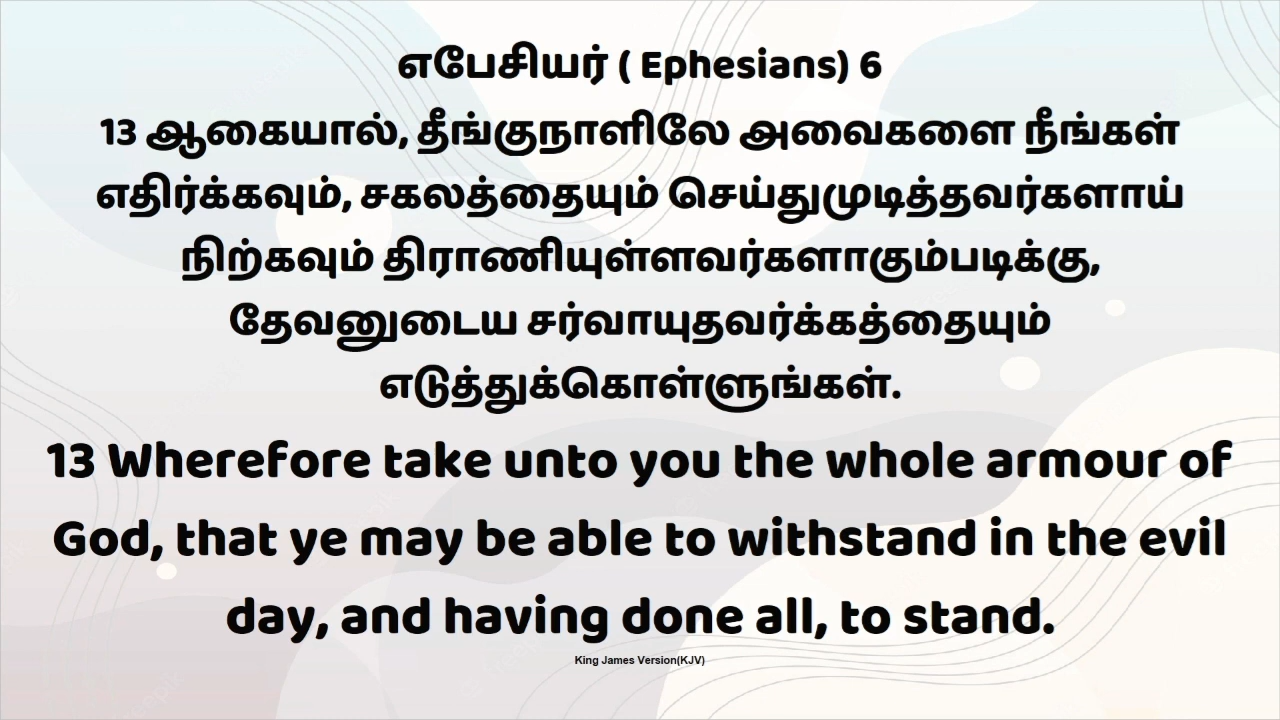 எபேசியர் ( Ephesians) 6
13 ஆகையால், தீங்குநாளிலே அவைகளை நீங்கள்
எதிர்க்கவும், சகலத்தையும் செய்துமுடித்தவர்களாய்
நிற்கவும் திராணியுள்ளவர்களாகும்படிக்கு,
தேவனுடைய சர்வாயுதவர்க்கத்தையும்
எடுத்துக்கொள்ளுங்கள்.
13 Wherefore take unto you the whole armour of
God, that ye may be able to withstand in the evil
day, and having done all, to stand.
King James Version(KJV)